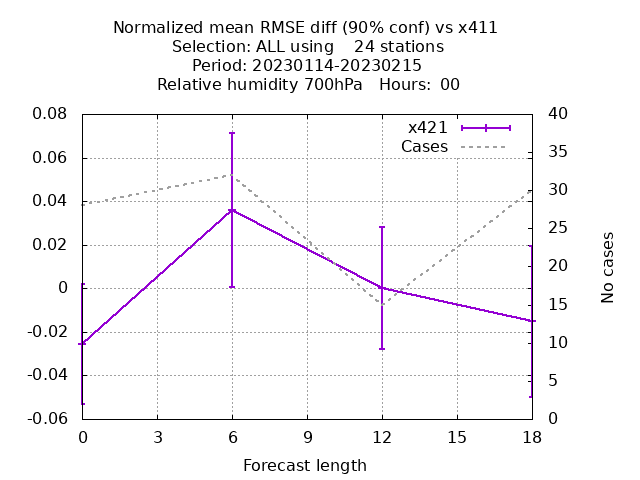 Normalized mean RMSE diff (90% conf) vs x411
Selection: ALL using    24 stations
Period: 20230114-20230215
Relative humidity 700hPa   Hours:  00
0.08
0.06
0.04
0.02
0
-0.02
-0.04
-0.06
x421
Cases
40
35
30
25
20
15
10
5
0
No cases
0 3 6 9 12 15 18
Forecast length